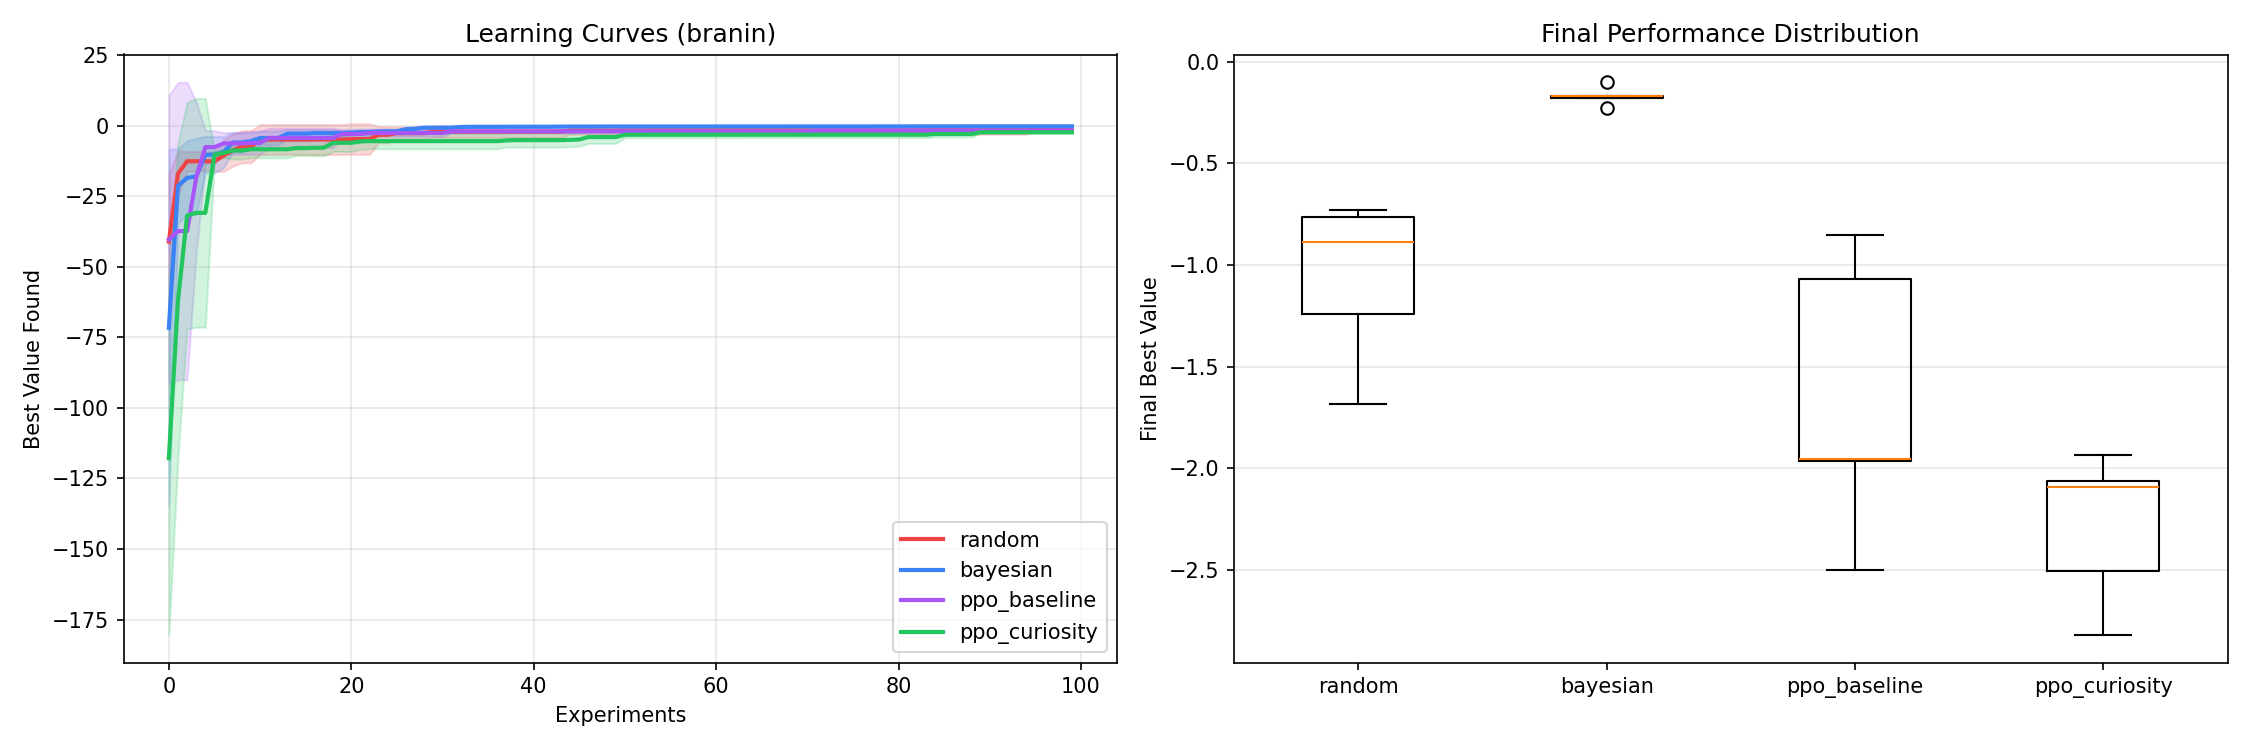 Learning Curves (branin)
25
0
−25
−50
−75
−100
−125
−150
−175
Best Value Found
0
20
40
60
80
100
Experiments
random
bayesian
ppo_baseline
ppo_curiosity
Final Performance Distribution
0.0
−0.5
−1.0
−1.5
−2.0
−2.5
Final Best Value
random
bayesian
ppo_baseline
ppo_curiosity